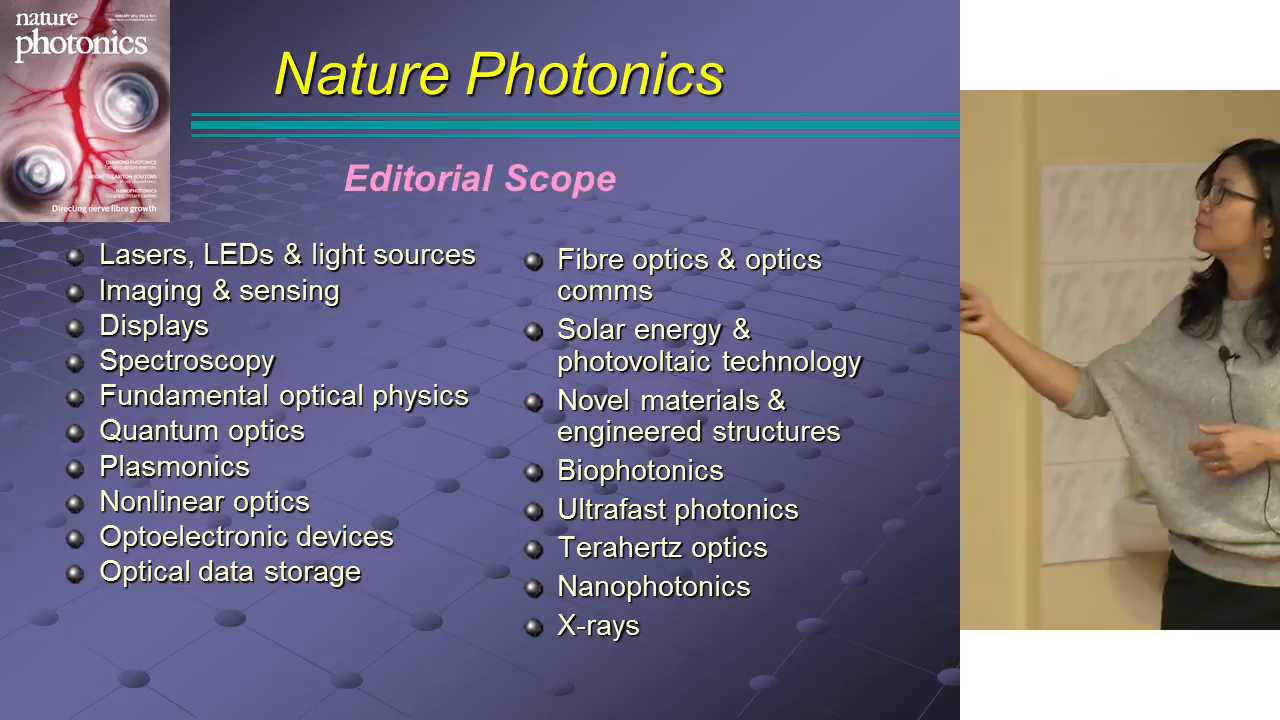 nature
photonics
Nature Photonics
Editorial Scope
Directing nerve fibre growth
Lasers, LEDs & light sources
Imaging & sensing
Displays
Spectroscopy
Fundamental optical physics
Quantum optics
Plasmonics
Nonlinear optics
Optoelectronic devices
Optical data storage
Fibre optics & optics
comms
Solar energy &
photovoltaic technology
Novel materials &
engineered structures
Biophotonics
Ultrafast photonics
Terahertz optics
Nanophotonics
X-rays